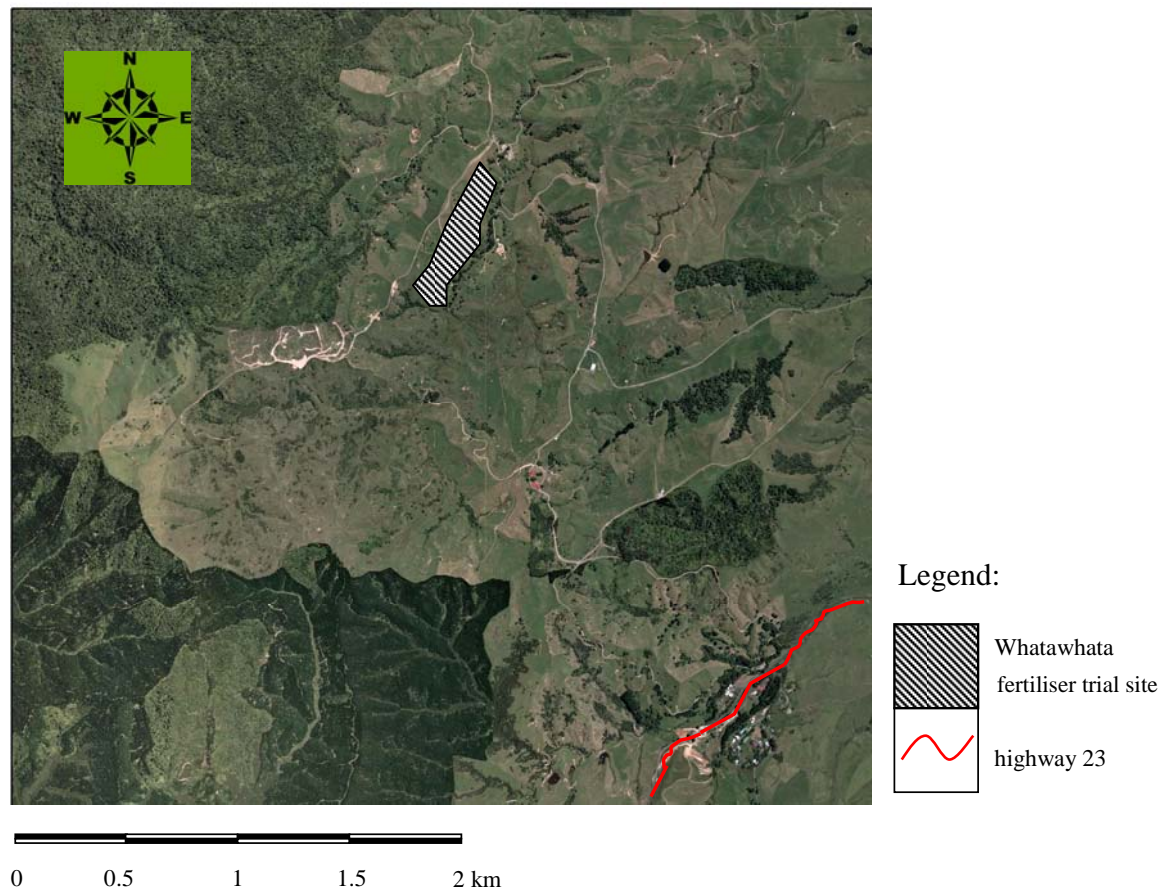 N
W E
S
Legend:
Whatawhata
fertiliser trial site
highway 23
0 0.5 1 1.5 2 km